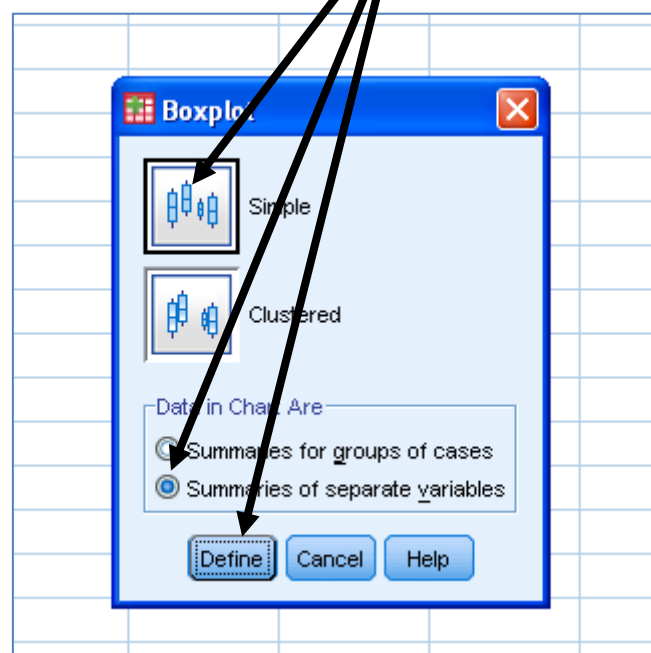 Boxplot
Simple
Clustered
Data in Chart Are
Summaries for groups of cases
Summaries of separate variables
Define Cancel Help